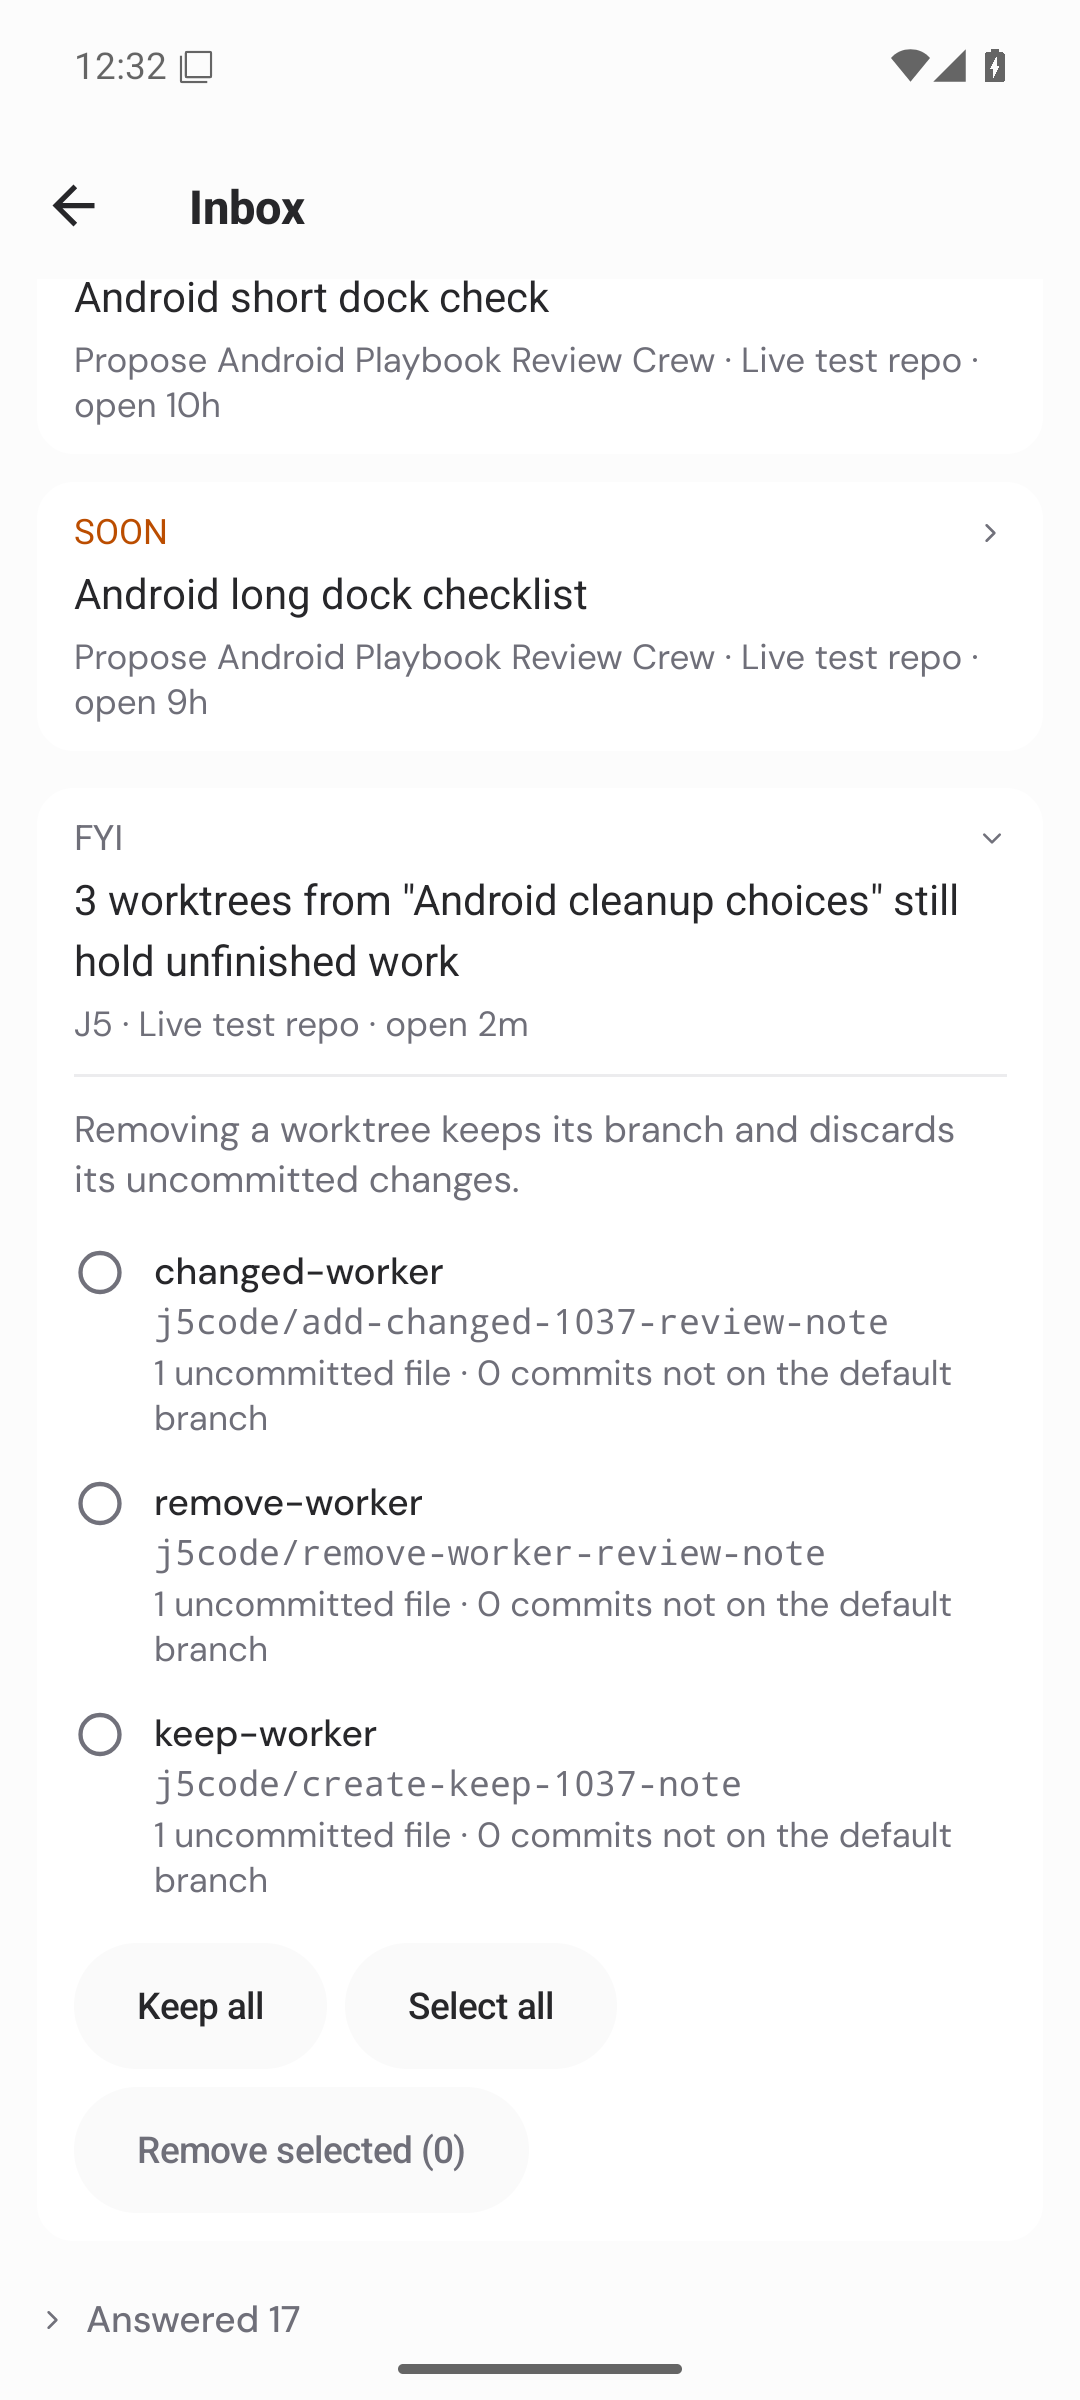 12:32
Inbox
Android short dock check
Propose Android Playbook Review Crew · Live test repo ·
open 10h
SOON
Android long dock checklist
Propose Android Playbook Review Crew · Live test repo ·
open 9h
FYI
3 worktrees from "Android cleanup choices" still
hold unfinished work
J5 · Live test repo · open 2m
Removing a worktree keeps its branch and discards
its uncommitted changes.
changed-worker
j5code/add-changed-1037-review-note
1 uncommitted file · 0 commits not on the default
branch
remove-worker
j5code/remove-worker-review-note
1 uncommitted file · 0 commits not on the default
branch
keep-worker
j5code/create-keep-1037-note
1 uncommitted file · 0 commits not on the default
branch
Keep all
Select all
Remove selected (0)
Answered 17